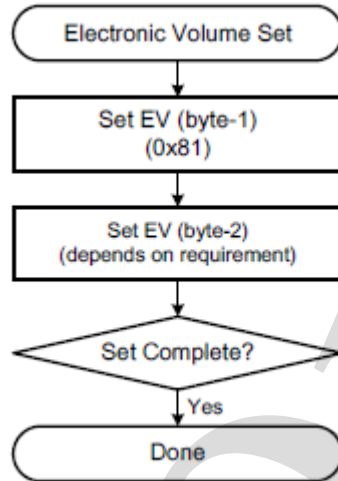 Electronic Volume Set
Set EV (byte-1)
(0x81)
Set EV (byte-2)
(depends on requirement)
Set Complete?
Yes
Done